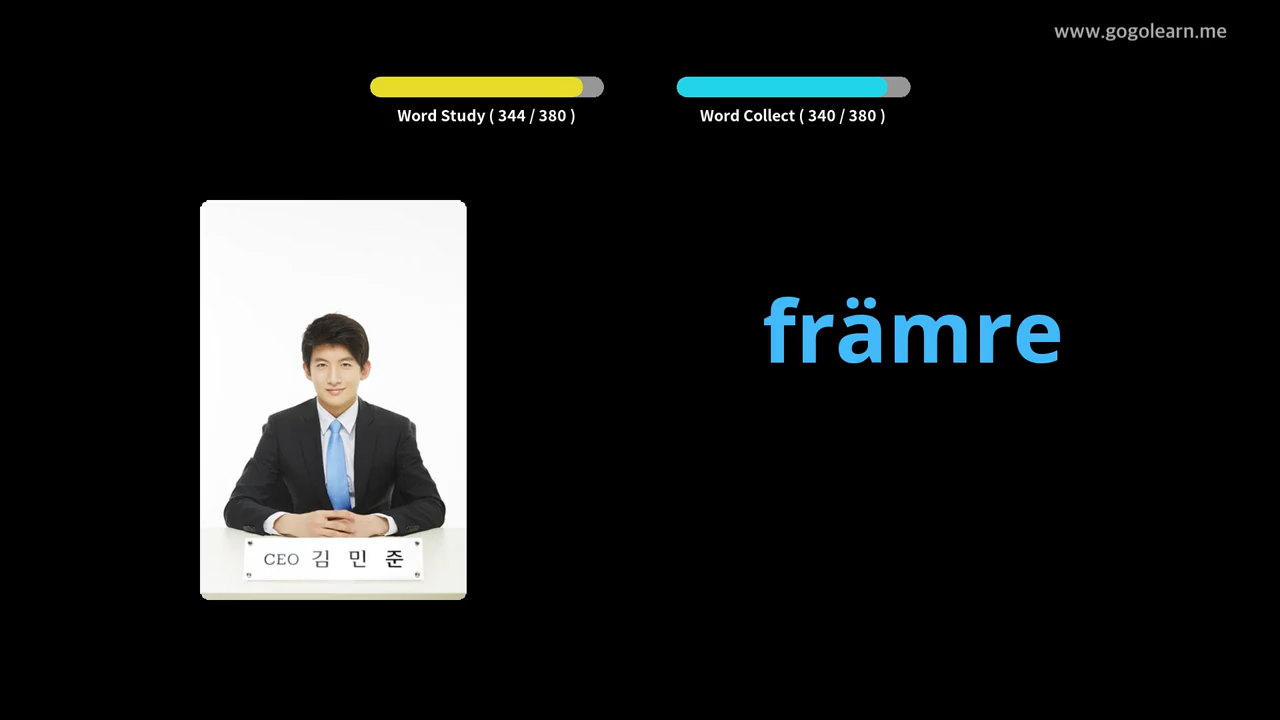 www.gogolearn.me
Word Study ( 344 / 380 )
Word Collect ( 340 / 380 )
främre
CEO 김 민 준